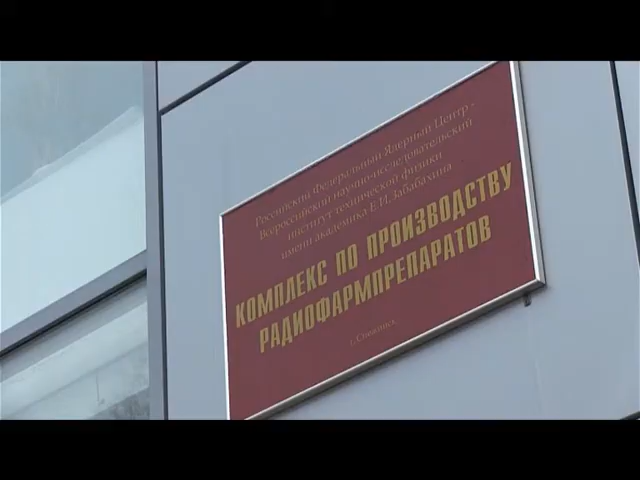 Российский Федеральный Ядерный Центр -
Всероссийский научно-исследовательский
институт технической физики
имени академика Е.И.Забабахина
КОМПЛЕКС ПО ПРОИЗВОДСТВУ
РАДИОФАРМПРЕПАРАТОВ
г. Снежинск